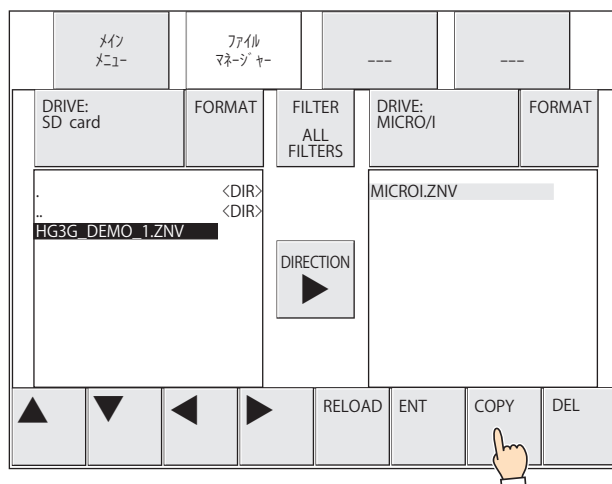 メイン
メニュー
ファイル
マネージャー
---
---
DRIVE:
SD card
FORMAT
FILTER
ALL
FILTERS
DRIVE:
MICRO/I
FORMAT
. <DIR>
.. <DIR>
HG3G_DEMO_1.ZNV
MICROI.ZNV
DIRECTION
RELOAD
ENT
COPY
DEL